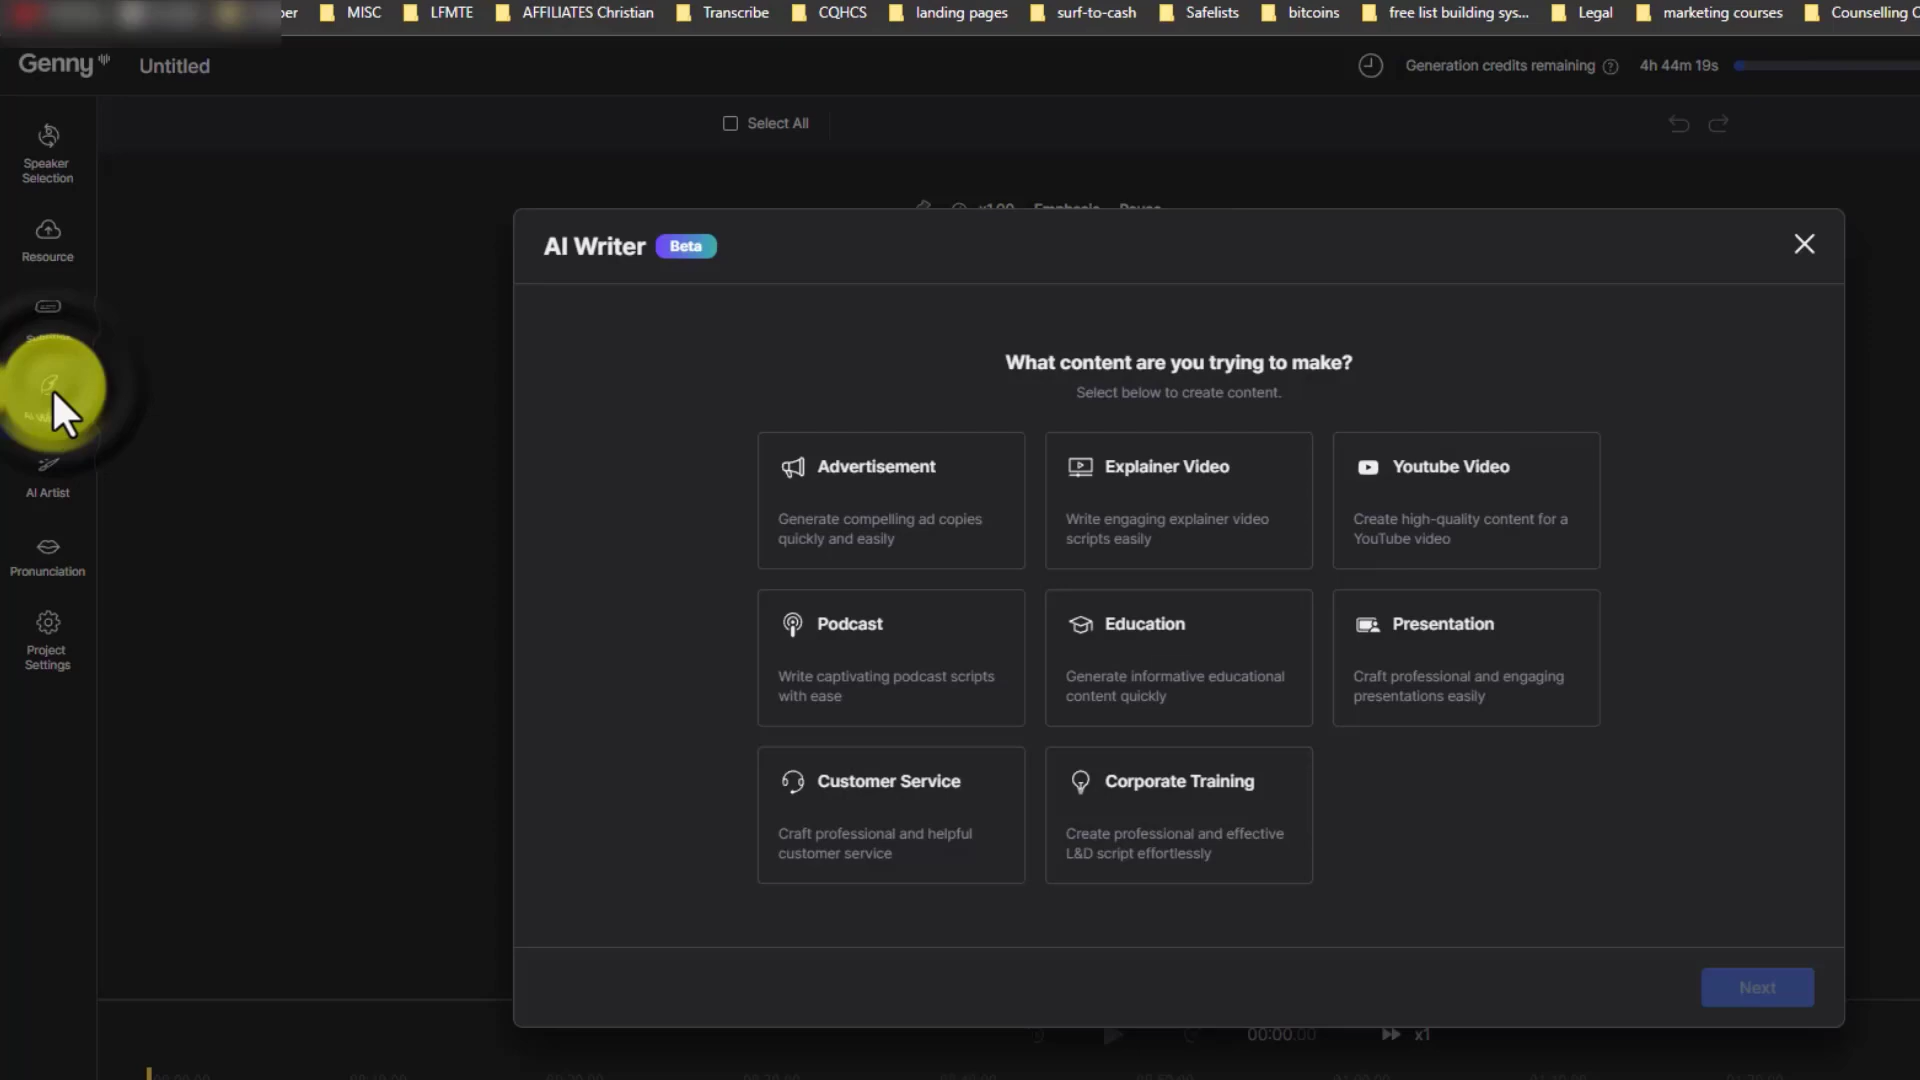 MISC LFMTE AFFILIATES Christian Transcribe CQHCS landing pages surf-to-cash Safelists bitcoins free list building sys... Legal marketing courses Counselling C
Genny Untitled Generation credits remaining ? 4h 44m 19s
Select All
Speaker
Selection
Resource
x1.00 Emphasis Pause
AI Artist
Pronunciation
Project
Settings
AI Writer Beta
What content are you trying to make?
Select below to create content.
Advertisement
Generate compelling ad copies
quickly and easily
Explainer Video
Write engaging explainer video
scripts easily
Youtube Video
Create high-quality content for a
YouTube video
Podcast
Write captivating podcast scripts
with ease
Education
Generate informative educational
content quickly
Presentation
Craft professional and engaging
presentations easily
Customer Service
Craft professional and helpful
customer service
Corporate Training
Create professional and effective
L&D script effortlessly
Next
00:00.00 x1